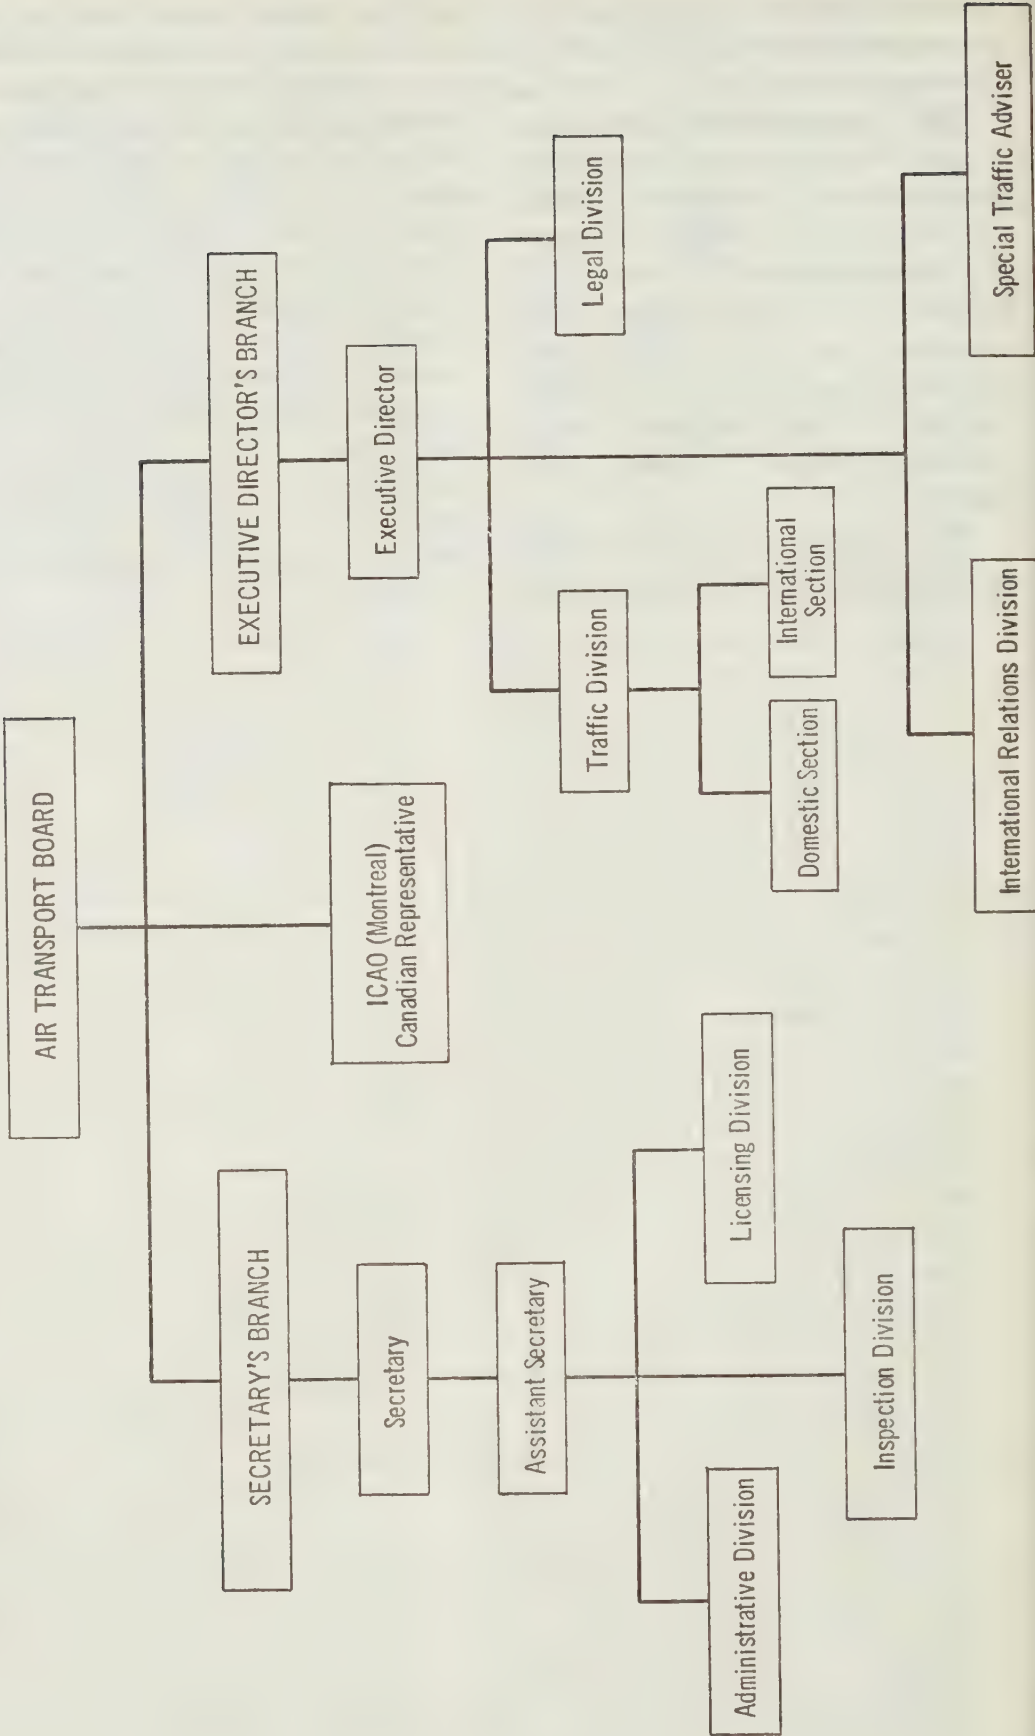 AIR TRANSPORT BOARD
SECRETARY'S BRANCH
ICAO (Montreal)
Canadian Representative
EXECUTIVE DIRECTOR'S BRANCH
Secretary
Executive Director
Assistant Secretary
Traffic Division
Legal Division
Administrative Division
Licensing Division
Domestic Section
International
Section
Inspection Division
International Relations Division
Special Traffic Adviser